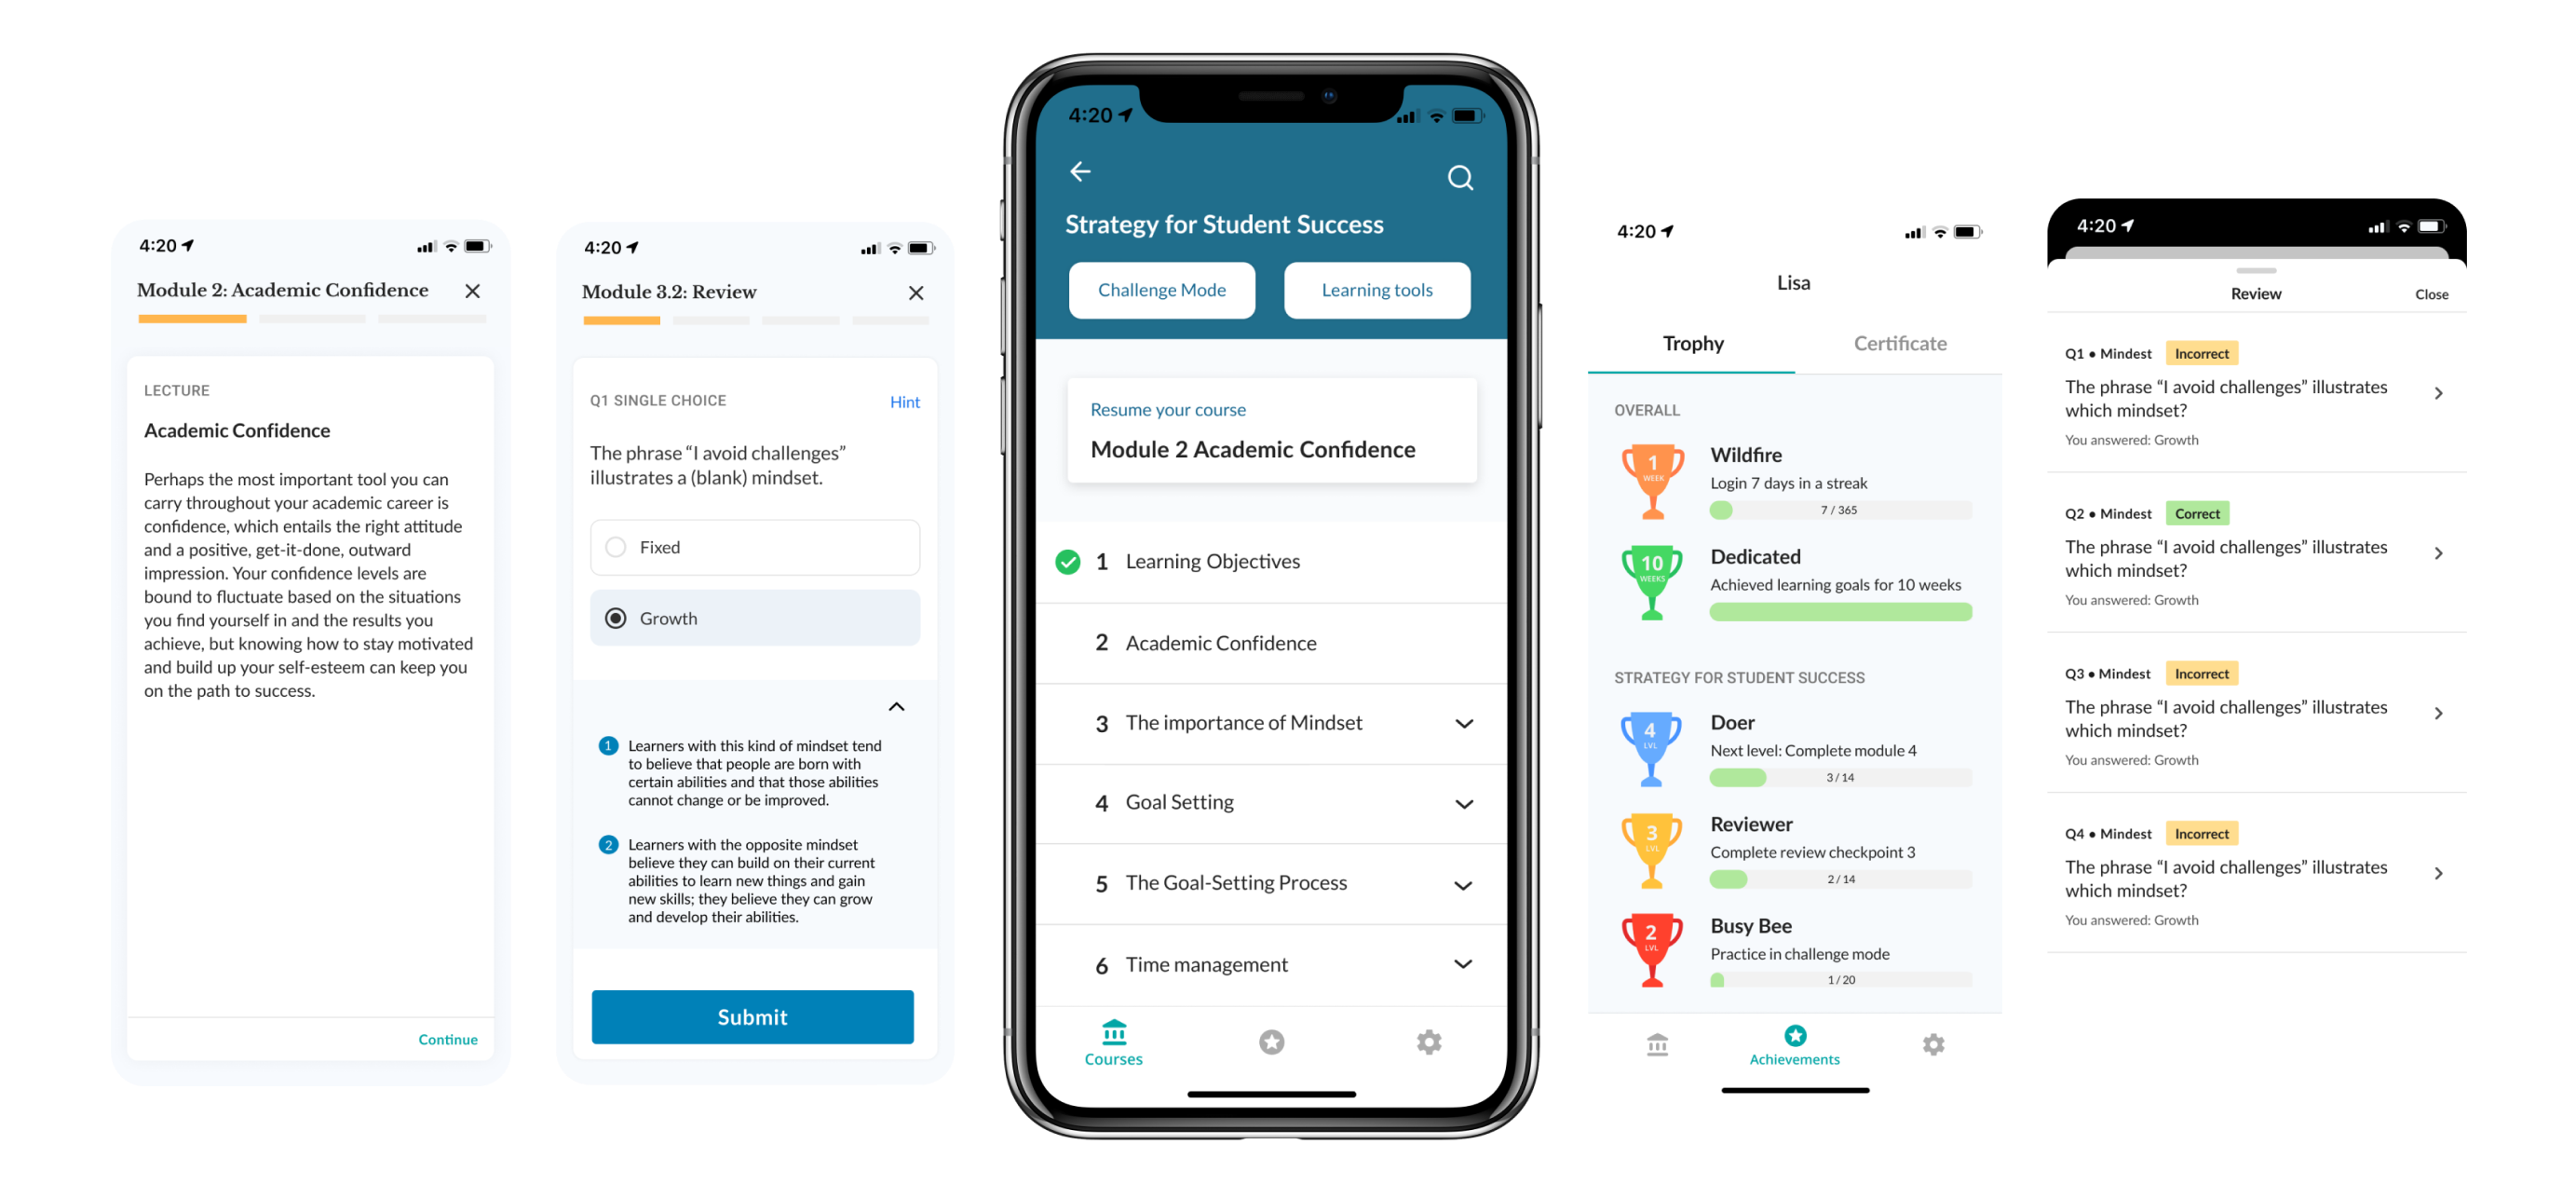 4:20
Module 2: Academic Confidence
LECTURE
Academic Confidence
Perhaps the most important tool you can
carry throughout your academic career is
confidence, which entails the right attitude
and a positive, get-it-done, outward
impression. Your confidence levels are
bound to fluctuate based on the situations
you find yourself in and the results you
achieve, but knowing how to stay motivated
and build up your self-esteem can keep you
on the path to success.
Continue
4:20
Module 3.2: Review
Q1 SINGLE CHOICE
Hint
The phrase “I avoid challenges”
illustrates a (blank) mindset.
Fixed
Growth
1 Learners with this kind of mindset tend
to believe that people are born with
certain abilities and that those abilities
cannot change or be improved.
2 Learners with the opposite mindset
believe they can build on their current
abilities to learn new things and gain
new skills; they believe they can grow
and develop their abilities.
Submit
4:20
Strategy for Student Success
Challenge Mode
Learning tools
Resume your course
Module 2 Academic Confidence
1 Learning Objectives
2 Academic Confidence
3 The importance of Mindset
4 Goal Setting
5 The Goal-Setting Process
6 Time management
Courses
4:20
Lisa
Trophy
Certificate
OVERALL
1
WEEK
Wildfire
Login 7 days in a streak
7 / 365
10
WEEKS
Dedicated
Achieved learning goals for 10 weeks
STRATEGY FOR STUDENT SUCCESS
4
LVL
Doer
Next level: Complete module 4
3 / 14
3
LVL
Reviewer
Complete review checkpoint 3
2 / 14
2
LVL
Busy Bee
Practice in challenge mode
1 / 20
Achievements
4:20
Review
Close
Q1 • Mindest Incorrect
The phrase “I avoid challenges” illustrates
which mindset?
You answered: Growth
Q2 • Mindest Correct
The phrase “I avoid challenges” illustrates
which mindset?
You answered: Growth
Q3 • Mindest Incorrect
The phrase “I avoid challenges” illustrates
which mindset?
You answered: Growth
Q4 • Mindest Incorrect
The phrase “I avoid challenges” illustrates
which mindset?
You answered: Growth